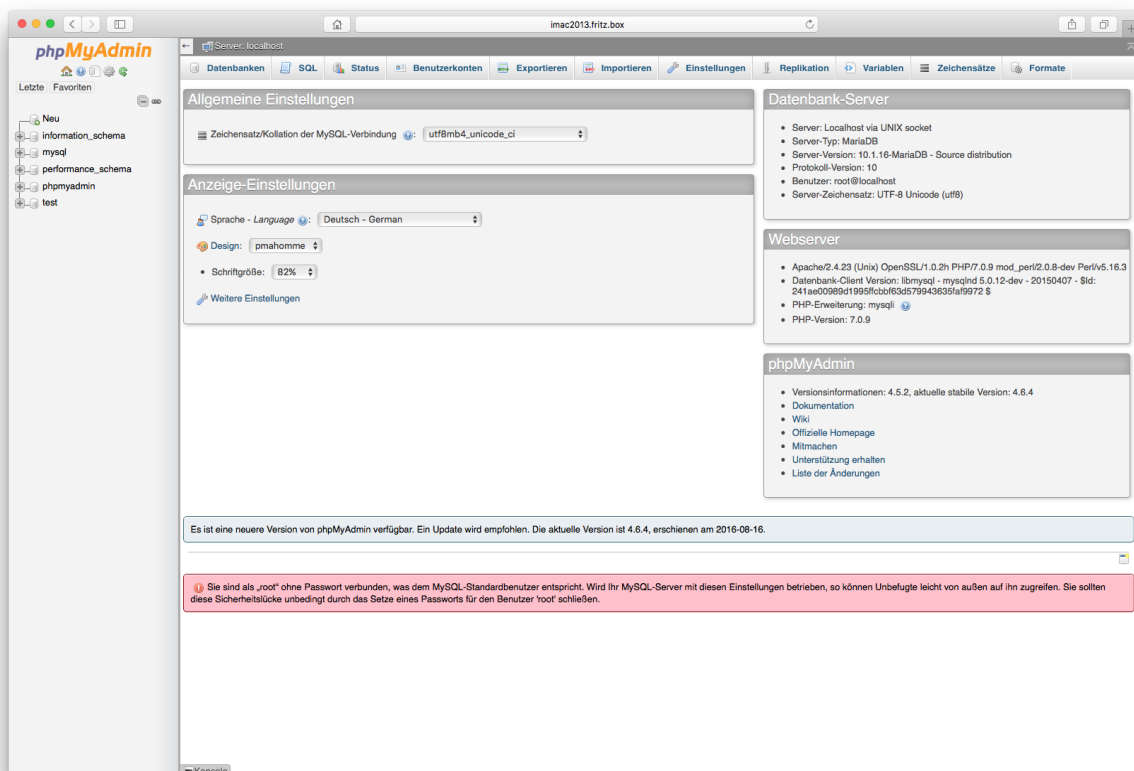 imac2013.fritz.box
phpMyAdmin
Letzte Favoriten
Neu
information_schema
mysql
performance_schema
phpmyadmin
test
Server: localhost
Datenbanken SQL Status Benutzerkonten Exportieren Importieren Einstellungen Replikation Variablen Zeichensätze Formate
Allgemeine Einstellungen
Zeichensatz/Kollation der MySQL-Verbindung : utf8mb4_unicode_ci
Anzeige-Einstellungen
Sprache - Language : Deutsch - German
Design: pmahomme
• Schriftgröße: 82%
Weitere Einstellungen
Datenbank-Server
• Server: Localhost via UNIX socket
• Server-Typ: MariaDB
• Server-Version: 10.1.16-MariaDB - Source distribution
• Protokoll-Version: 10
• Benutzer: root@localhost
• Server-Zeichensatz: UTF-8 Unicode (utf8)
Webserver
• Apache/2.4.23 (Unix) OpenSSL/1.0.2h PHP/7.0.9 mod_perl/2.0.8-dev Perl/v5.16.3
• Datenbank-Client Version: libmysql - mysqlnd 5.0.12-dev - 20150407 - $Id:
241ae00989d1995ffcbbf63d579943635faf9972 $
• PHP-Erweiterung: mysqli
• PHP-Version: 7.0.9
phpMyAdmin
• Versionsinformationen: 4.5.2, aktuelle stabile Version: 4.6.4
• Dokumentation
• Wiki
• Offizielle Homepage
• Mitmachen
• Unterstützung erhalten
• Liste der Änderungen
Es ist eine neuere Version von phpMyAdmin verfügbar. Ein Update wird empfohlen. Die aktuelle Version ist 4.6.4, erschienen am 2016-08-16.
Sie sind als „root“ ohne Passwort verbunden, was dem MySQL-Standardbenutzer entspricht. Wird Ihr MySQL-Server mit diesen Einstellungen betrieben, so können Unbefugte leicht von außen auf ihn zugreifen. Sie sollten
diese Sicherheitslücke unbedingt durch das Setze eines Passworts für den Benutzer 'root' schließen.
Konsole